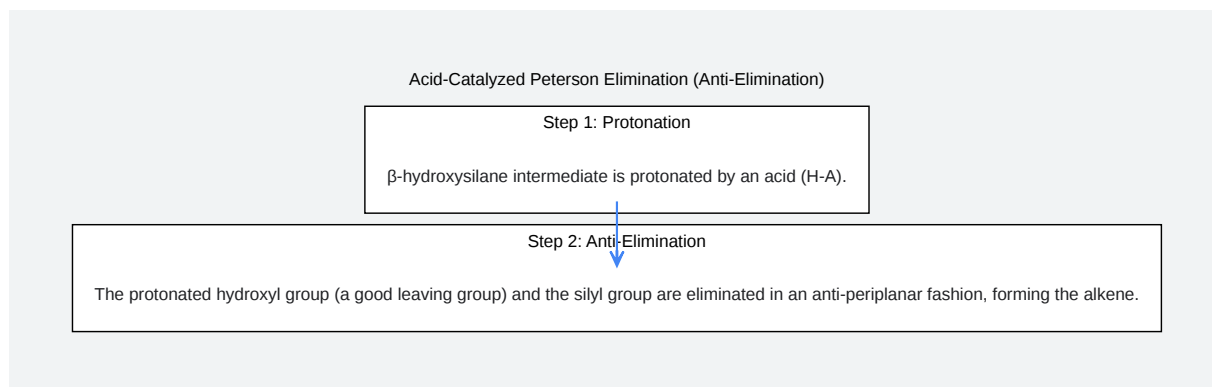 Acid-Catalyzed Peterson Elimination (Anti-Elimination)
Step 1: Protonation
β-hydroxysilane intermediate is protonated by an acid (H-A).
Step 2: Anti-Elimination
The protonated hydroxyl group (a good leaving group) and the silyl group are eliminated in an anti-periplanar fashion, forming the alkene.